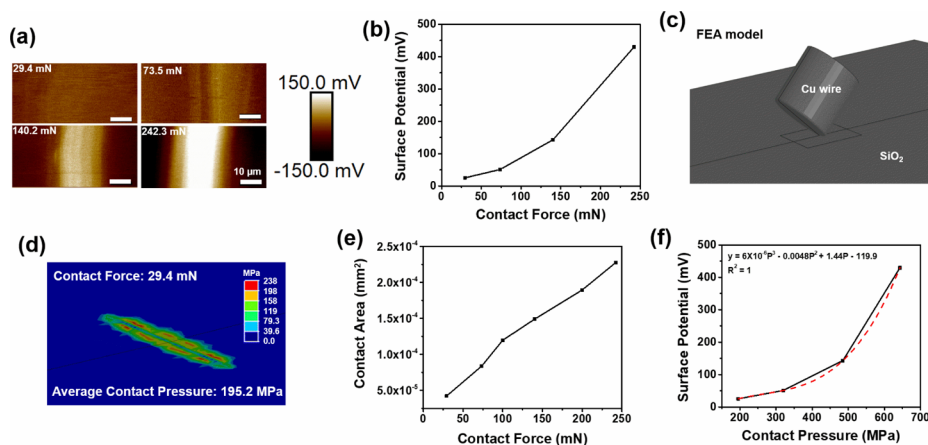 (a)
29.4 mN
73.5 mN
140.2 mN
242.3 mN
10 μm
150.0 mV
-150.0 mV
(b)
Surface Potential (mV)
500
400
300
200
100
0
0 50 100 150 200 250
Contact Force (mN)
(c)
FEA model
Cu wire
SiO₂
(d)
Contact Force: 29.4 mN
MPa
238
198
158
119
79.3
39.6
0.0
Average Contact Pressure: 195.2 MPa
(e)
Contact Area (mm²)
2.5x10⁻⁴
2.0x10⁻⁴
1.5x10⁻⁴
1.0x10⁻⁴
5.0x10⁻⁵
0 50 100 150 200 250
Contact Force (mN)
(f)
Surface Potential (mV)
500
400
300
200
100
0
y = 6X10⁻⁶P³ - 0.0048P² + 1.44P - 119.9
R² = 1
200 300 400 500 600 700
Contact Pressure (MPa)